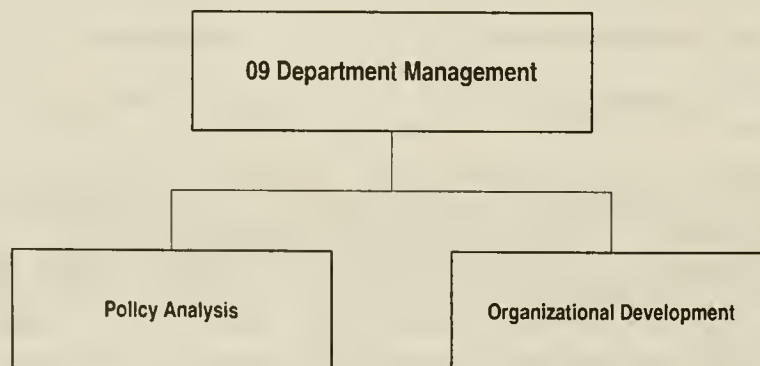 09 Department Management
Policy Analysis
Organizational Development